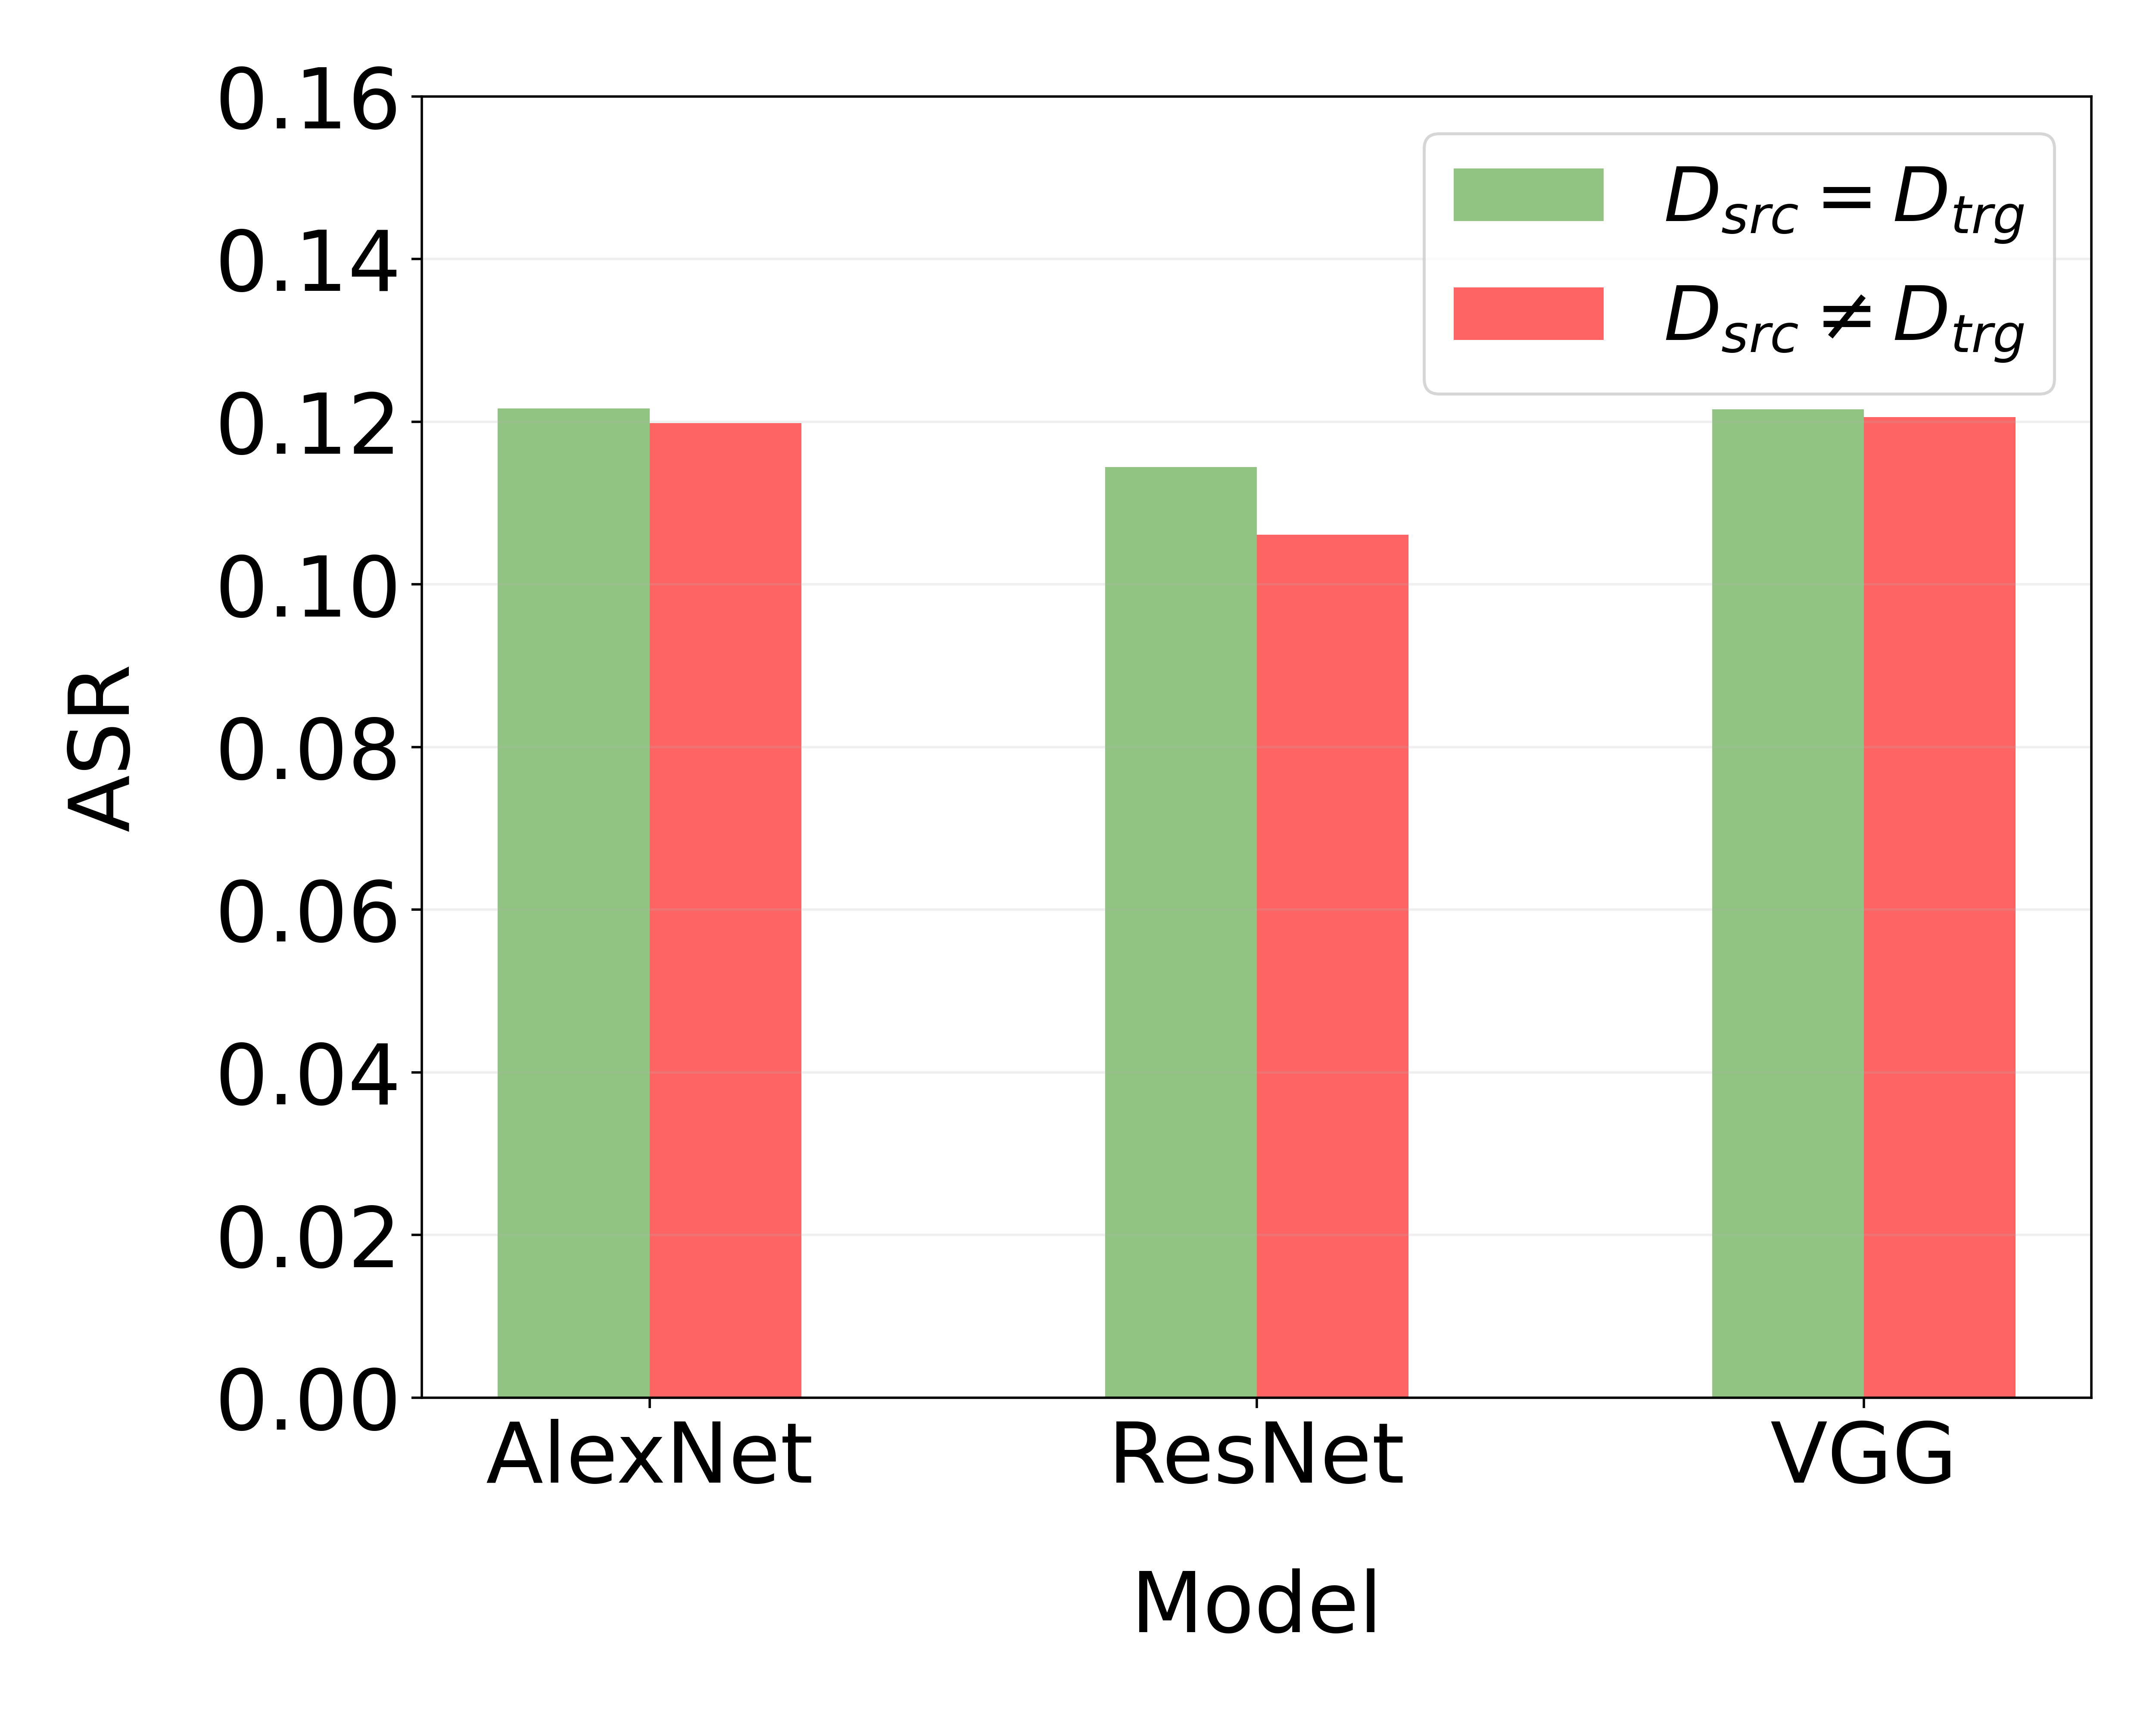 0.16
0.14
0.12
0.10
0.08
0.06
0.04
0.02
0.00
ASR
D_src = D_trg
D_src ≠ D_trg
AlexNet ResNet VGG
Model